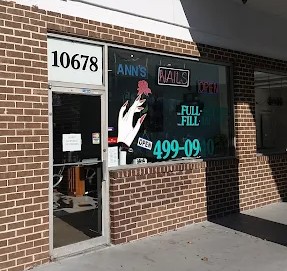 10678
ANN'S
NAILS
OPEN
FULL
FILL
OPEN
499-09